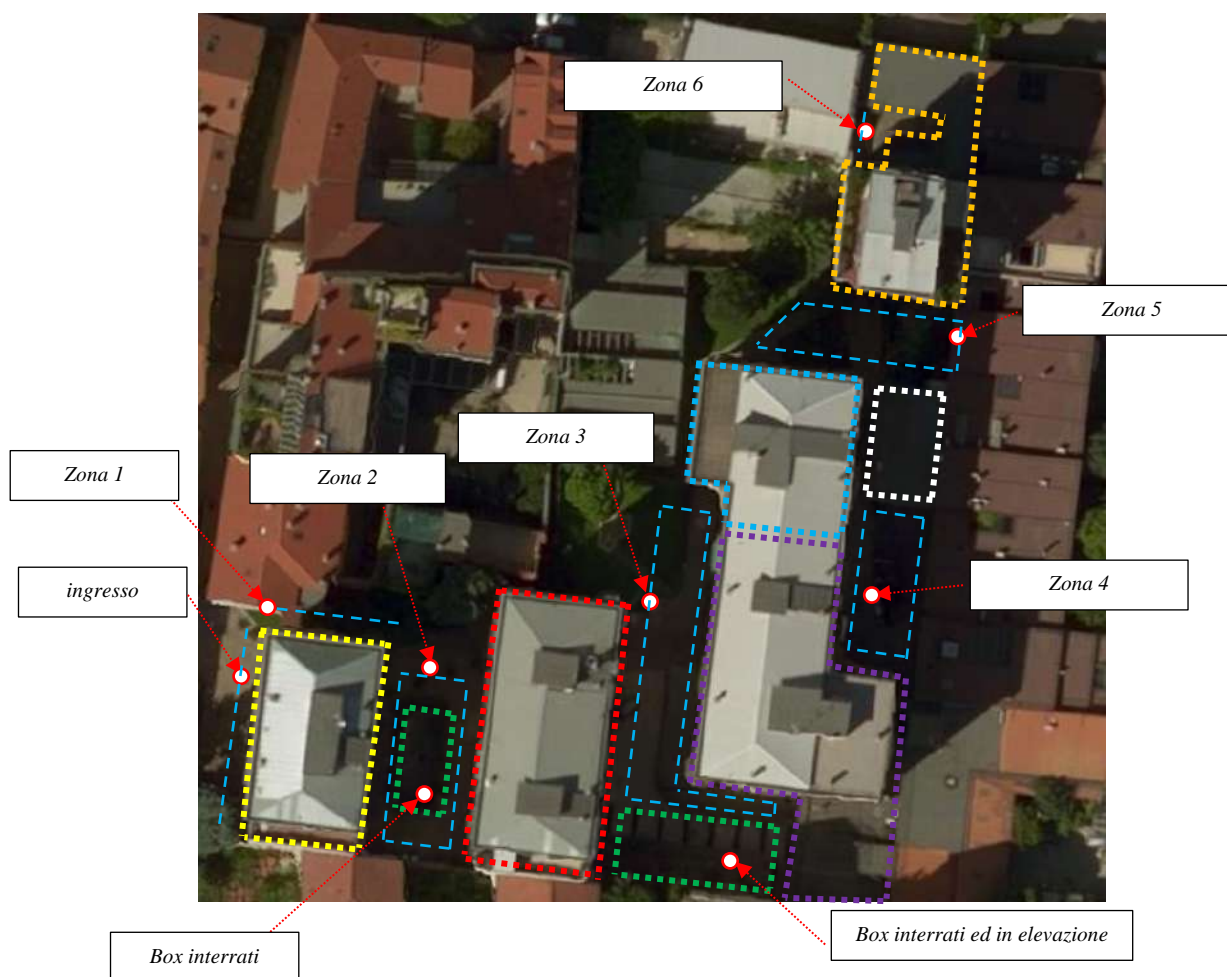 Zona 6
Zona 5
Zona 3
Zona 1
Zona 2
ingresso
Zona 4
Box interrati ed in elevazione
Box interrati